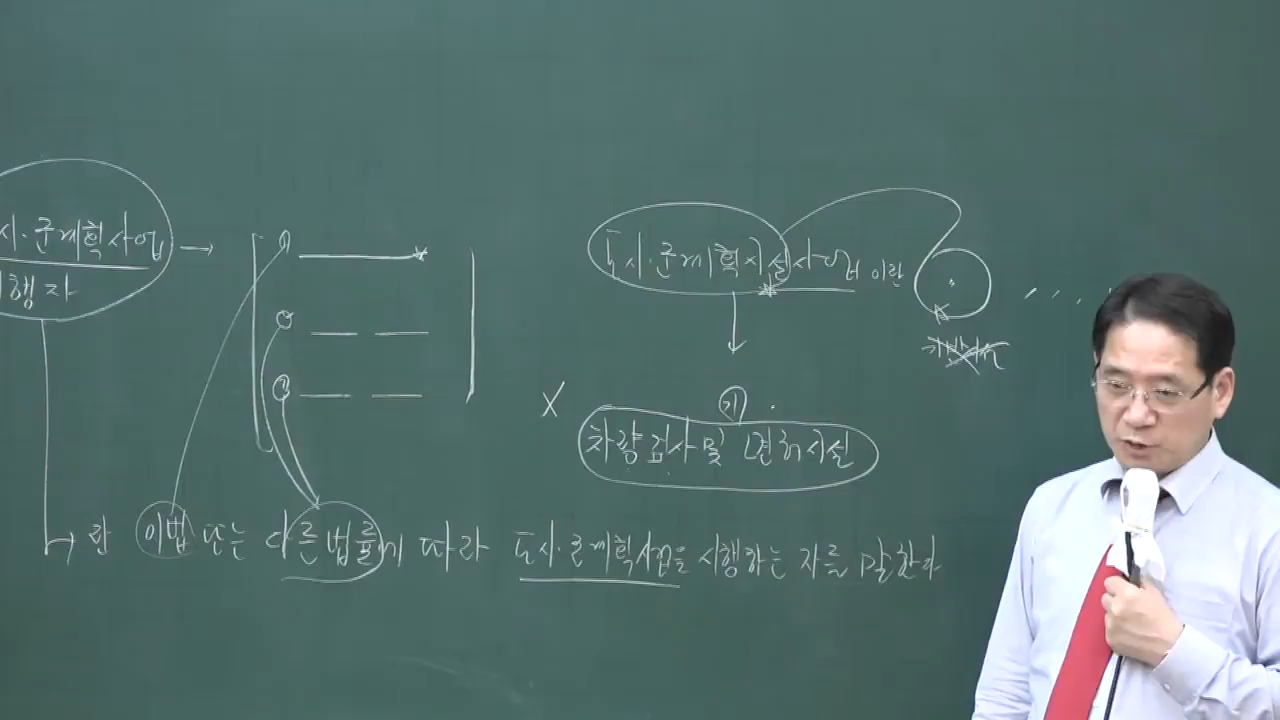 시·군계획사업
행자
란 이법 또는 다른법률에 따라 도시·군계획사업을 시행하는 자를 말한다
도시·군계획시설사업 이란
기
차량검사 및 면허시설